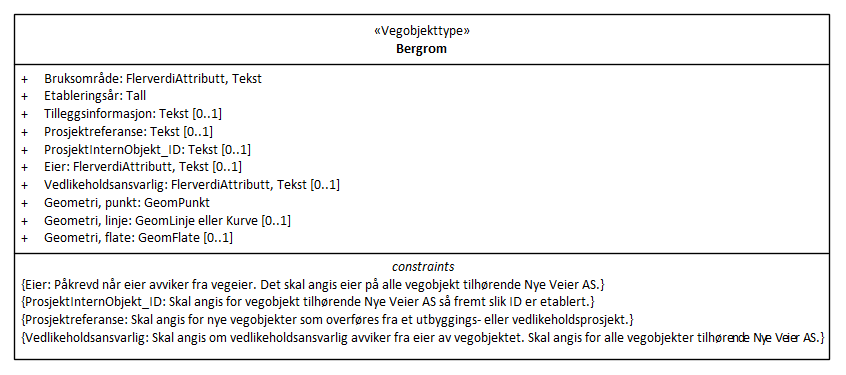 «Vegobjekttype»
Bergrom
+ Bruksområde: FlerverdiAttributt, Tekst
+ Etableringsår: Tall
+ Tilleggsinformasjon: Tekst [0..1]
+ Prosjektreferanse: Tekst [0..1]
+ ProsjektInternObjekt_ID: Tekst [0..1]
+ Eier: FlerverdiAttributt, Tekst [0..1]
+ Vedlikeholdsansvarlig: FlerverdiAttributt, Tekst [0..1]
+ Geometri, punkt: GeomPunkt
+ Geometri, linje: GeomLinje eller Kurve [0..1]
+ Geometri, flate: GeomFlate [0..1]
constraints
{Eier: Påkrevd når eier avviker fra vegeier. Det skal angis eier på alle vegobjekt tilhørende Nye Veier AS.}
{ProsjektInternObjekt_ID: Skal angis for vegobjekt tilhørende Nye Veier AS så fremt slik ID er etablert.}
{Prosjektreferanse: Skal angis for nye vegobjekter som overføres fra et utbyggings- eller vedlikeholdsprosjekt.}
{Vedlikeholdsansvarlig: Skal angis om vedlikeholdsansvarlig avviker fra eier av vegobjektet. Skal angis for alle vegobjekter tilhørende Nye Veier AS.}